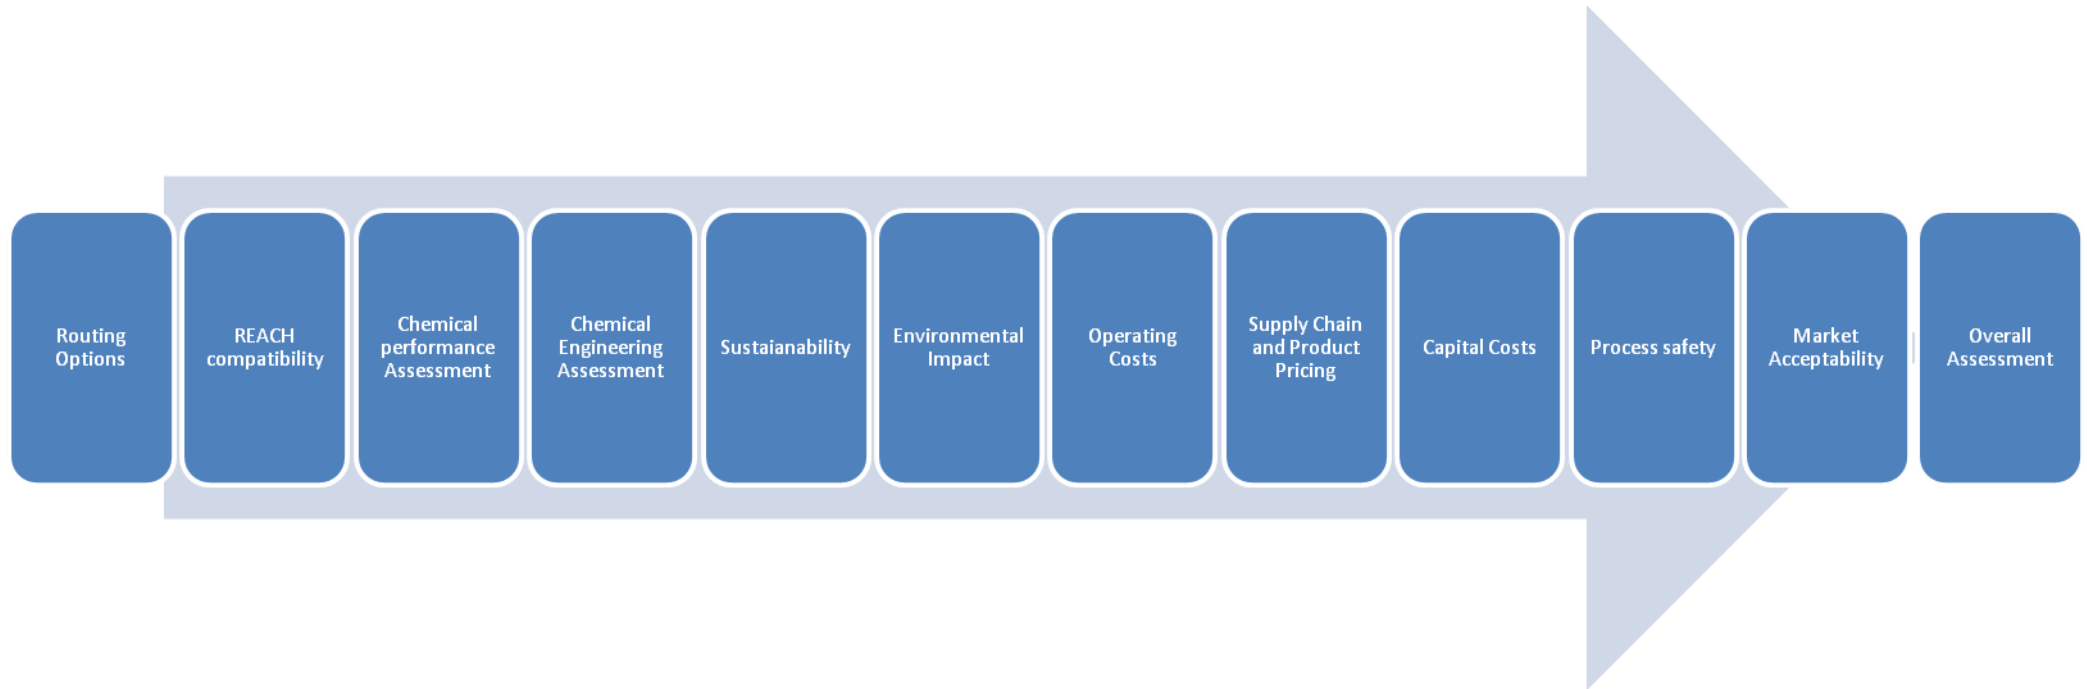 Routing
Options
REACH
compatibility
Chemical
performance
Assessment
Chemical
Engineering
Assessment
Sustaianability
Environmental
Impact
Operating
Costs
Supply Chain
and Product
Pricing
Capital Costs
Process safety
Market
Acceptability
Overall
Assessment